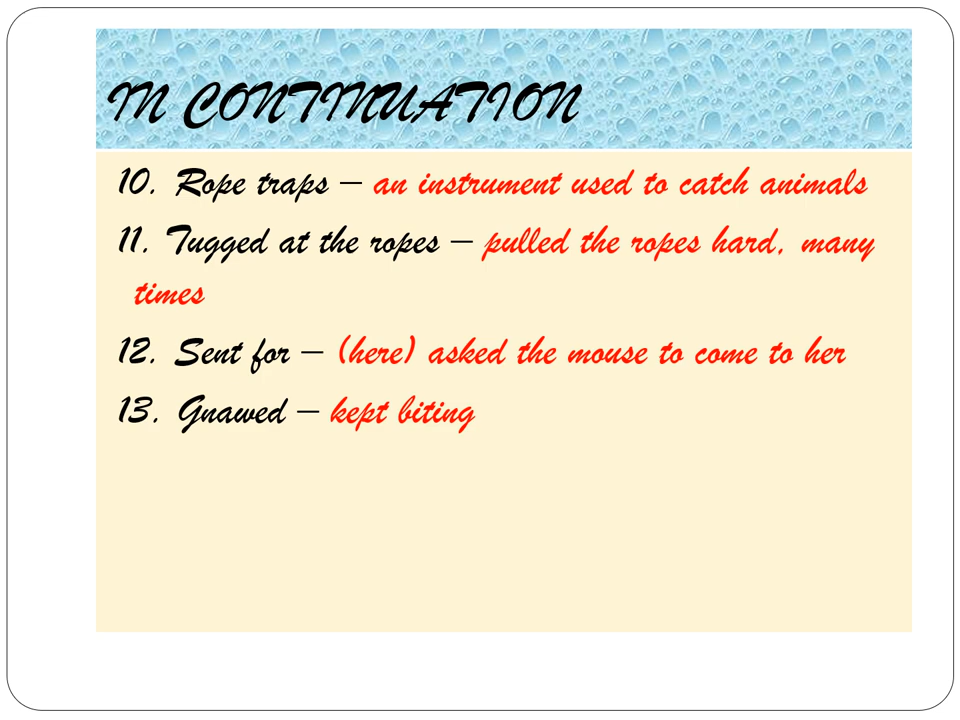 IN CONTINUATION
10. Rope traps – an instrument used to catch animals
11. Tugged at the ropes – pulled the ropes hard, many
times
12. Sent for – (here) asked the mouse to come to her
13. Gnawed – kept biting